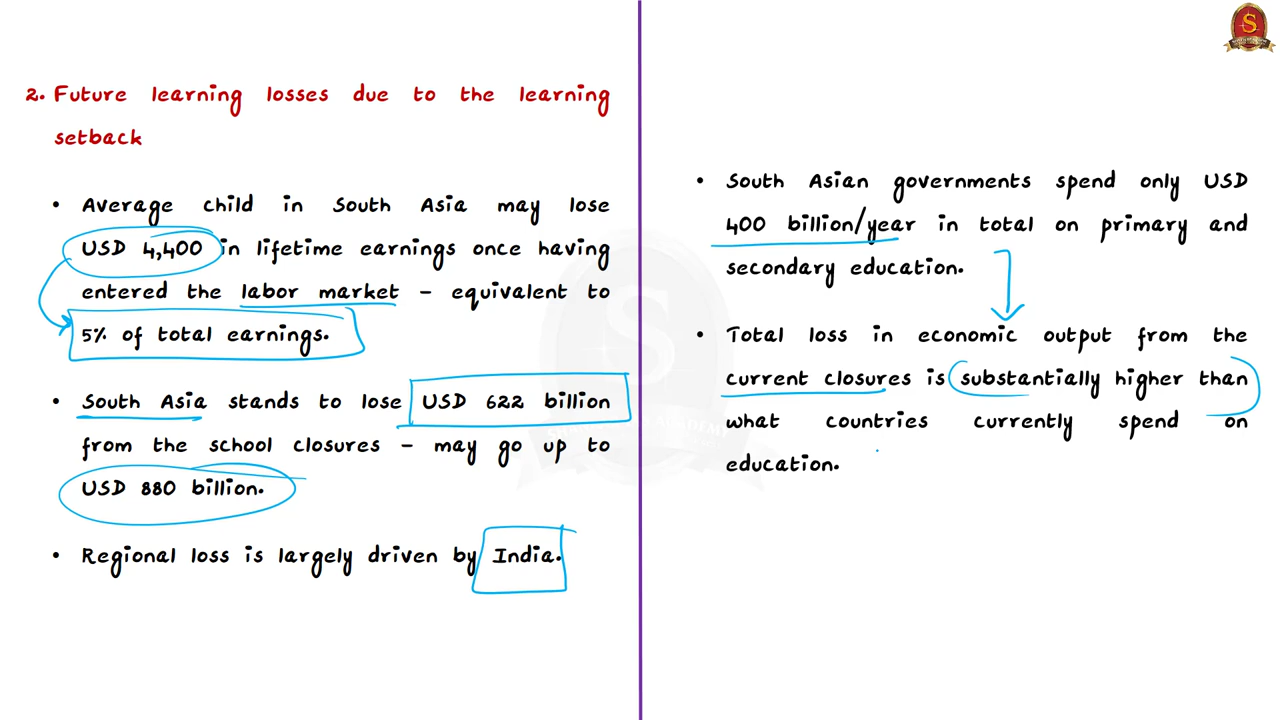 2. Future learning losses due to the learning
setback
• Average child in South Asia may lose
USD 4,400 in lifetime earnings once having
entered the labor market – equivalent to
5% of total earnings.
• South Asia stands to lose USD 622 billion
from the school closures – may go up to
USD 880 billion.
• Regional loss is largely driven by India.
• South Asian governments spend only USD
400 billion/year in total on primary and
secondary education.
• Total loss in economic output from the
current closures is substantially higher than
what countries currently spend on
education.